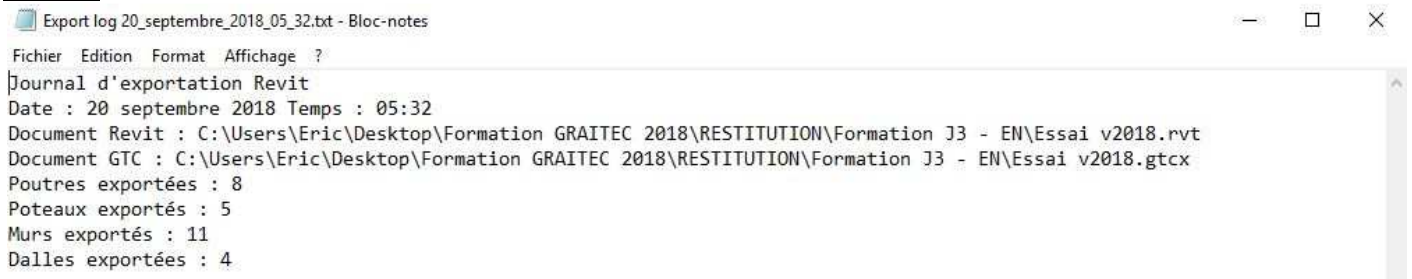 Export log 20_septembre_2018_05_32.txt - Bloc-notes
Fichier Edition Format Affichage ?
Journal d'exportation Revit
Date : 20 septembre 2018 Temps : 05:32
Document Revit : C:\Users\Eric\Desktop\Formation GRAITEC 2018\RESTITUTION\Formation J3 - EN\Essai v2018.rvt
Document GTC : C:\Users\Eric\Desktop\Formation GRAITEC 2018\RESTITUTION\Formation J3 - EN\Essai v2018.gtcx
Poutres exportées : 8
Poteaux exportés : 5
Murs exportés : 11
Dalles exportées : 4